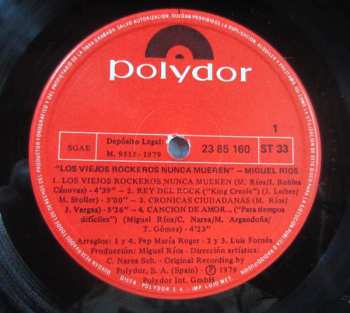 polydor
1
SGAE
Depósito Legal:
M. 9517-1979
23 85 160
ST 33
"LOS VIEJOS ROCKEROS NUNCA MUEREN" — MIGUEL RIOS
1. LOS VIEJOS ROCKEROS NUNCA MUEREN (M. Ríos/J. Robles
Cánovas) - 4'39" — 2. REY DEL ROCK ("King Creole") (J. Leiber/
M. Stoller) - 3'20" — 3. CRONICAS CIUDADANAS (M. Ríos/
J. Vargas) - 5'26" — 4. CANCION DE AMOR... ("Para tiempos
difíciles") (Miguel Ríos/C. Narea/M. Argandoña/
T. Gómez) - 3'23"
Arreglos: 1 y 4. Pep María Roger - 2 y 3. Luis Fornés
Producción: Miguel Ríos - Dirección artística:
C. Narea Sch. - Original Recording by
Polydor, S. A. (Spain) Ⓟ 1979
Polydor Int. GmbH